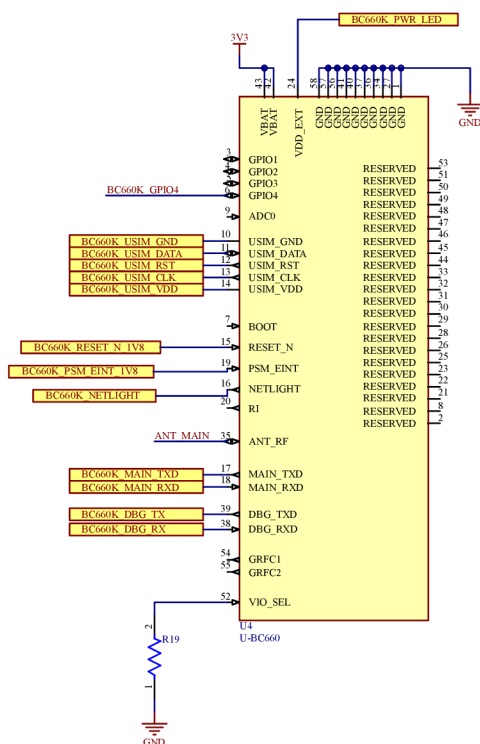 BC660K_PWR_LED
3V3
43
42
24
58
57
56
41
40
37
36
34
27
1
VBAT
VBAT
VDD_EXT
GND
GND
GND
GND
GND
GND
GND
GND
GND
GND
GND
3 GPIO1
GPIO2
GPIO3
BC660K_GPIO4 6 GPIO4
9 ADC0
BC660K_USIM_GND 10 USIM_GND
BC660K_USIM_DATA 11 USIM_DATA
BC660K_USIM_RST 12 USIM_RST
BC660K_USIM_CLK 13 USIM_CLK
BC660K_USIM_VDD 14 USIM_VDD
7 BOOT
BC660K_RESET_N_1V8 15 RESET_N
BC660K_PSM_EINT_1V8 19 PSM_EINT
BC660K_NETLIGHT 16 NETLIGHT
20 RI
ANT_MAIN 35 ANT_RF
BC660K_MAIN_TXD 17 MAIN_TXD
BC660K_MAIN_RXD 18 MAIN_RXD
BC660K_DBG_TX 39 DBG_TXD
BC660K_DBG_RX 38 DBG_RXD
54 GRFC1
55 GRFC2
52 VIO_SEL
RESERVED 53
RESERVED 51
RESERVED 50
RESERVED 49
RESERVED 48
RESERVED 47
RESERVED 46
RESERVED 45
RESERVED 44
RESERVED 33
RESERVED 32
RESERVED 31
RESERVED 30
RESERVED 29
RESERVED 28
RESERVED 26
RESERVED 25
RESERVED 23
RESERVED 22
RESERVED 21
RESERVED 8
RESERVED 2
U4
U-BC660
2
R19
1
GND